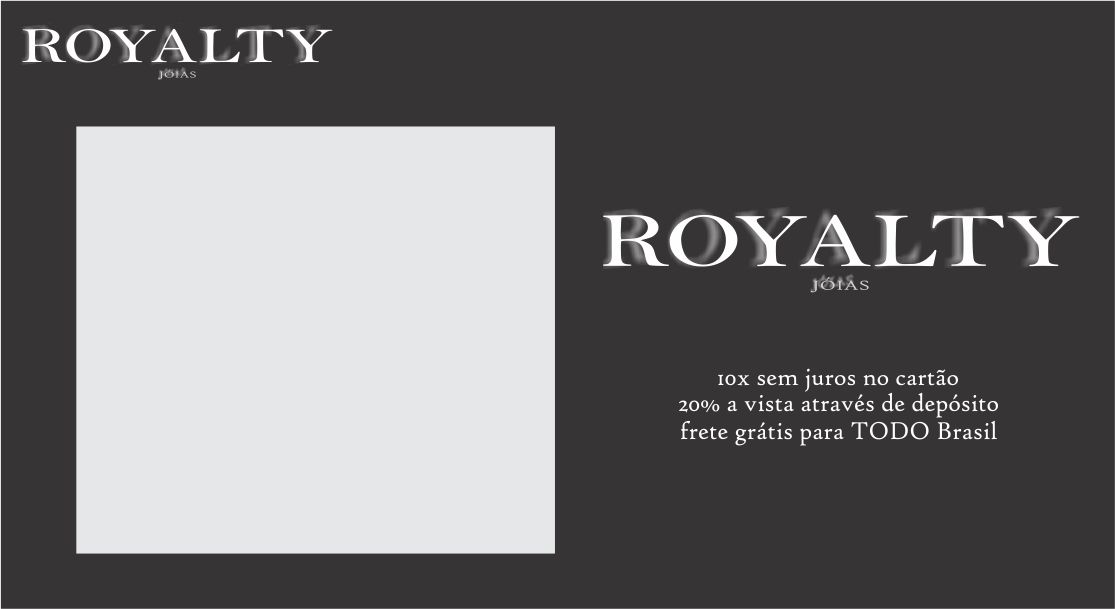 ROYALTY
JÓIAS
ROYALTY
JÓIAS
10x sem juros no cartão
20% a vista através de depósito
frete grátis para TODO Brasil